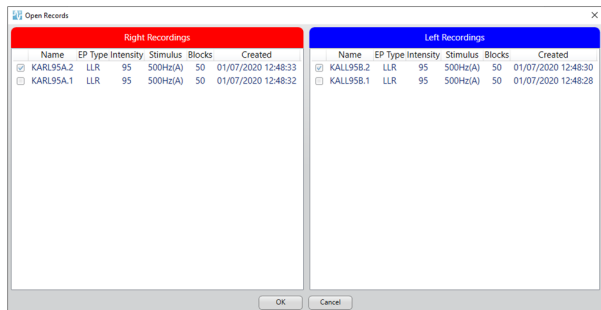 Open Records
Right Recordings
Name EP Type Intensity Stimulus Blocks Created
KARL95A.2 LLR 95 500Hz(A) 50 01/07/2020 12:48:33
KARL95A.1 LLR 95 500Hz(A) 50 01/07/2020 12:48:32
Left Recordings
Name EP Type Intensity Stimulus Blocks Created
KALL95B.2 LLR 95 500Hz(A) 50 01/07/2020 12:48:30
KALL95B.1 LLR 95 500Hz(A) 50 01/07/2020 12:48:28
OK Cancel